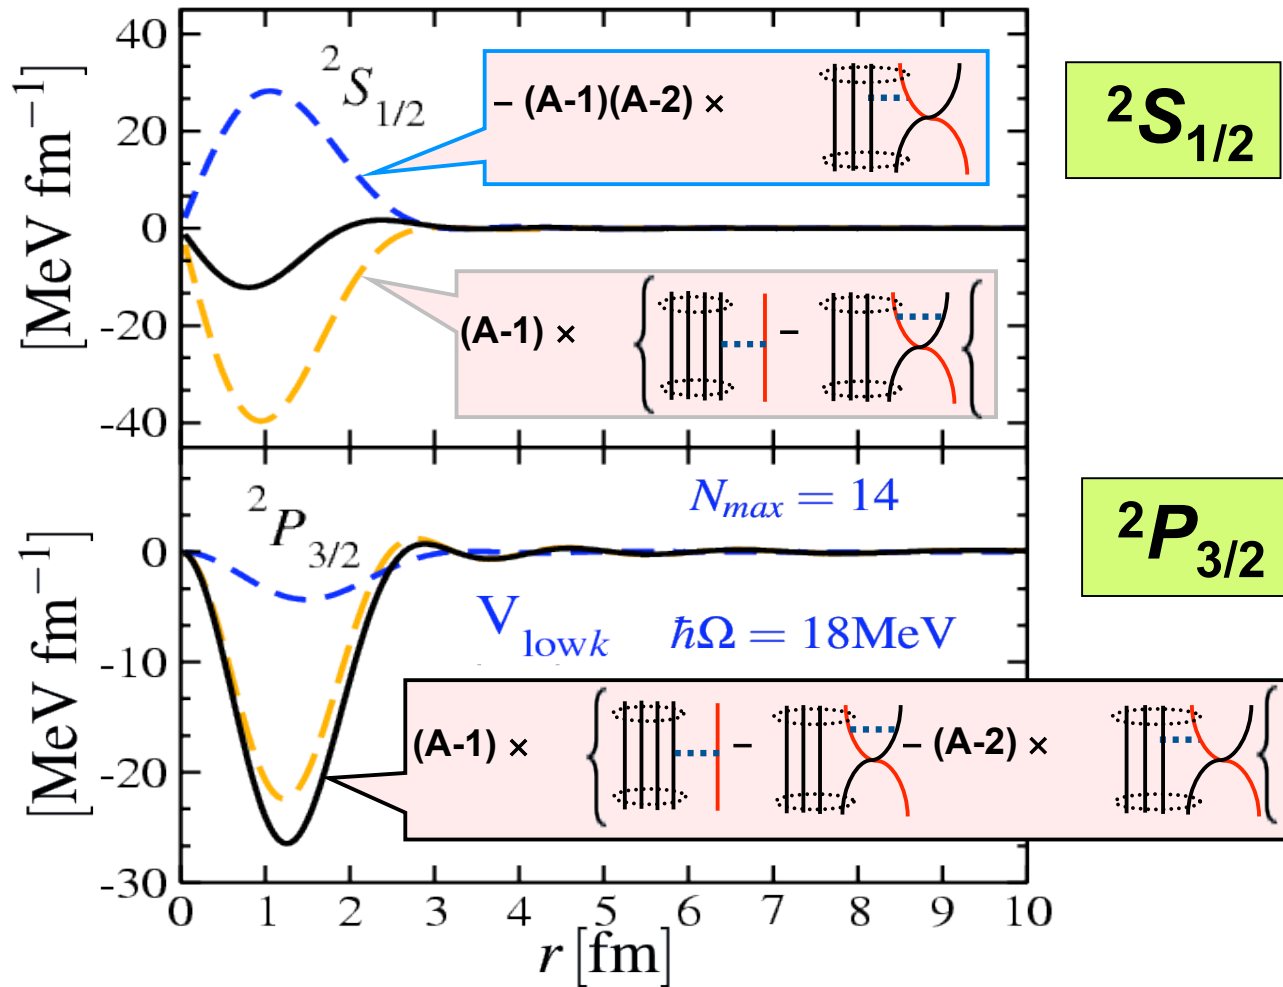 40
20
0
-20
-40
[MeV fm⁻¹]
²S₁/₂
– (A-1)(A-2) ×
(A-1) × { – {
²S₁/₂
0
-10
-20
-30
[MeV fm⁻¹]
²P₃/₂
N_max = 14
V_lowk ħΩ = 18MeV
(A-1) × { – – (A-2) × {
²P₃/₂
0 1 2 3 4 5 6 7 8 9 10
r [fm]